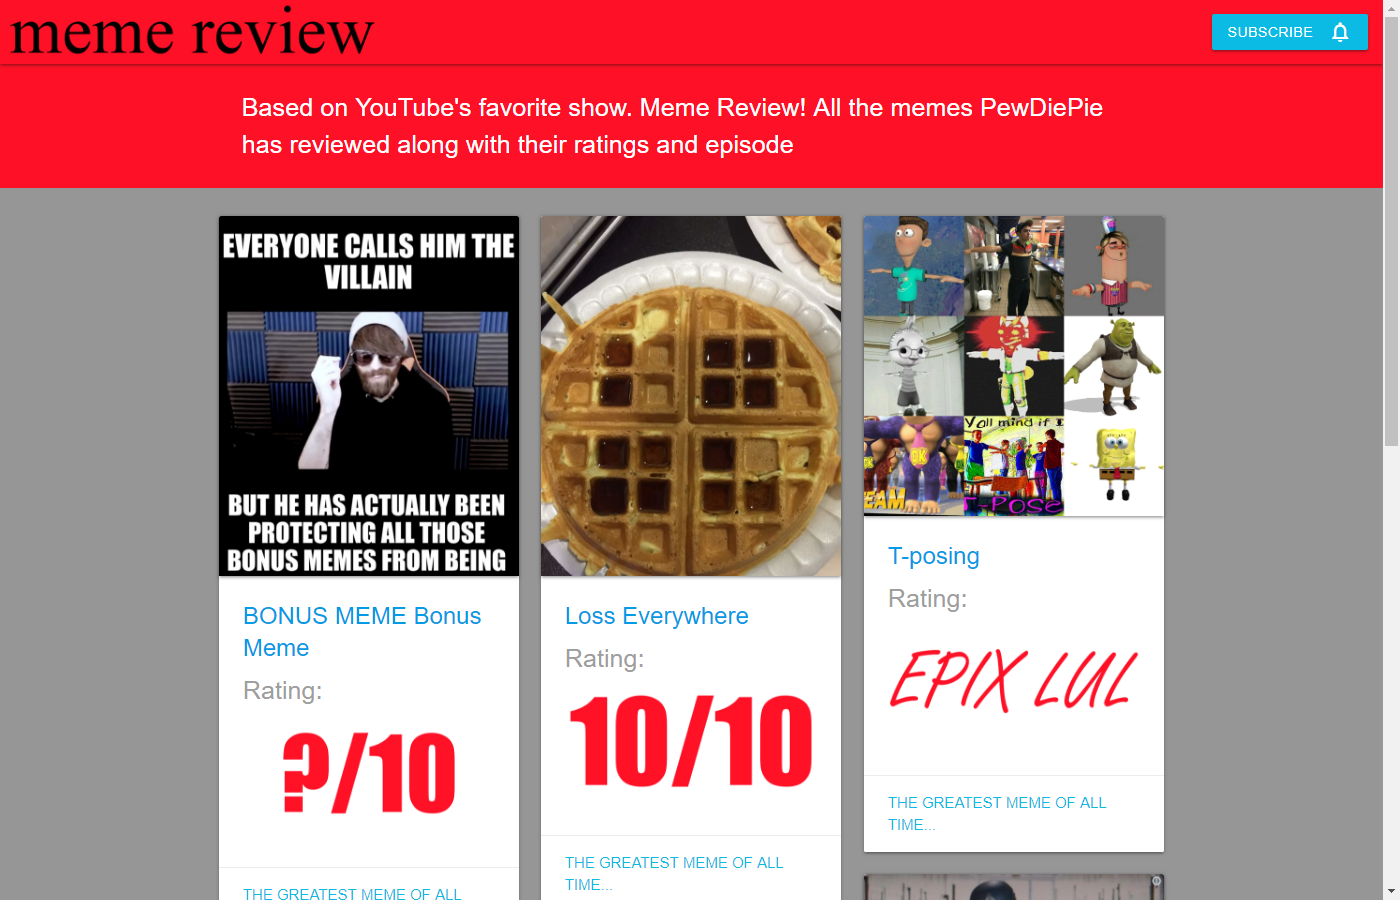 meme review
SUBSCRIBE
Based on YouTube's favorite show. Meme Review! All the memes PewDiePie
has reviewed along with their ratings and episode
EVERYONE CALLS HIM THE
VILLAIN
BUT HE HAS ACTUALLY BEEN
PROTECTING ALL THOSE
BONUS MEMES FROM BEING
BONUS MEME Bonus
Meme
Rating:
?/10
THE GREATEST MEME OF ALL
Loss Everywhere
Rating:
10/10
THE GREATEST MEME OF ALL
TIME...
Yall mind if I
DK
EAM
T-POSE
T-posing
Rating:
EPIX LUL
THE GREATEST MEME OF ALL
TIME...